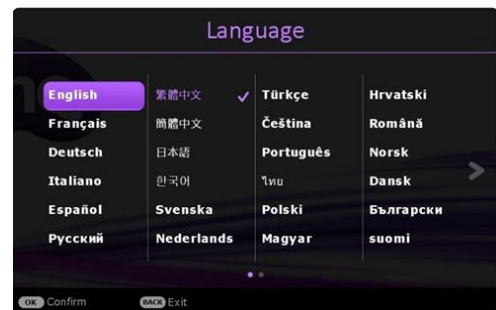 Language
English
Français
Deutsch
Italiano
Español
Русский
繁體中文
簡體中文
日本語
한국어
Svenska
Nederlands
Türkçe
Čeština
Português
ไทย
Polski
Magyar
Hrvatski
Română
Norsk
Dansk
Български
suomi
OK Confirm
BACK Exit